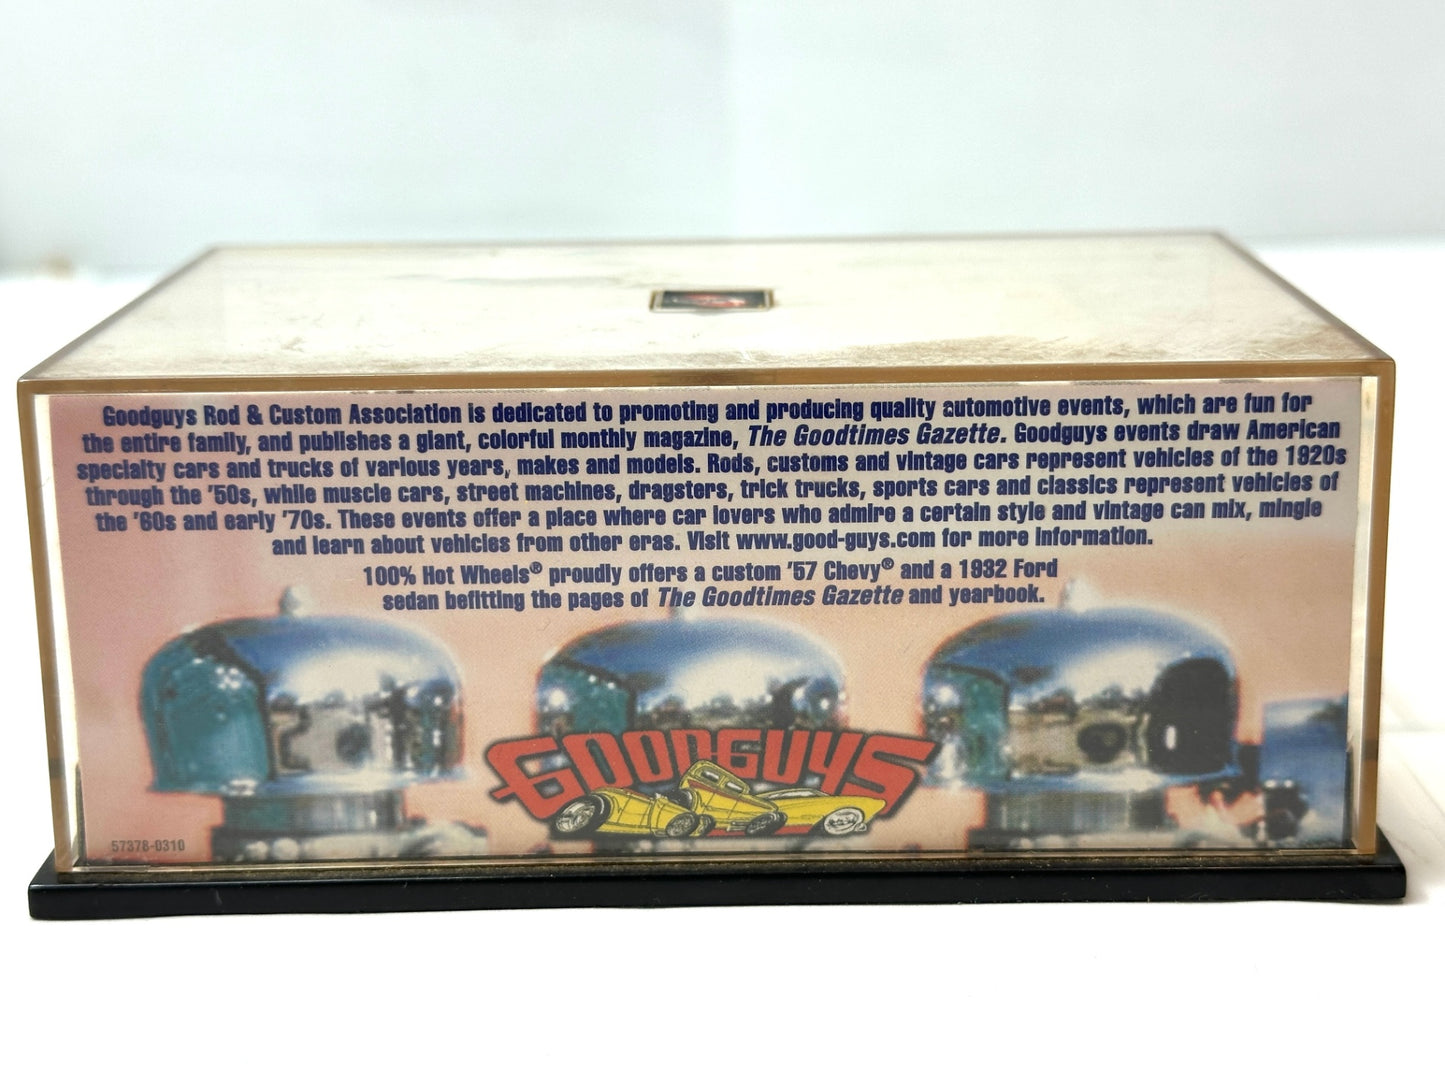 Goodguys Rod & Custom Association is dedicated to promoting and producing quality automotive events, which are fun for
the entire family, and publishes a giant, colorful monthly magazine, The Goodtimes Gazette. Goodguys events draw American
specialty cars and trucks of various years, makes and models. Rods, customs and vintage cars represent vehicles of the 1920s
through the '50s, while muscle cars, street machines, dragsters, trick trucks, sports cars and classics represent vehicles of
the '60s and early '70s. These events offer a place where car lovers who admire a certain style and vintage can mix, mingle
and learn about vehicles from other eras. Visit www.good-guys.com for more information.
100% Hot Wheels® proudly offers a custom '57 Chevy® and a 1932 Ford
sedan befitting the pages of The Goodtimes Gazette and yearbook.
GOODGUYS
57378-0310